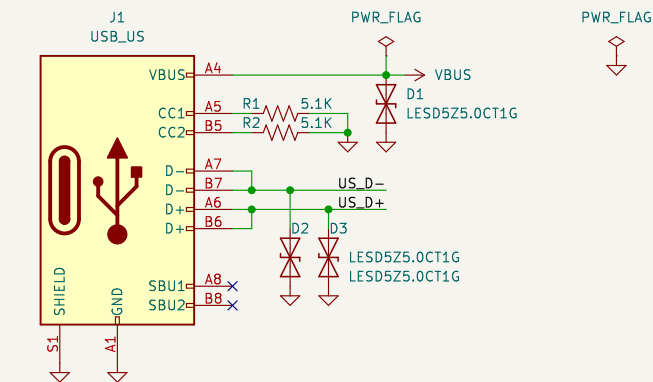 J1
USB_US
PWR_FLAG
PWR_FLAG
VBUS
A4
VBUS
D1
LESD5Z5.0CT1G
CC1
A5
R1
5.1K
CC2
B5
R2
5.1K
D-
A7
D-
B7
US_D-
D+
A6
US_D+
D+
B6
D2
D3
LESD5Z5.0CT1G
LESD5Z5.0CT1G
SBU1
A8
SBU2
B8
SHIELD
GND
S1
A1